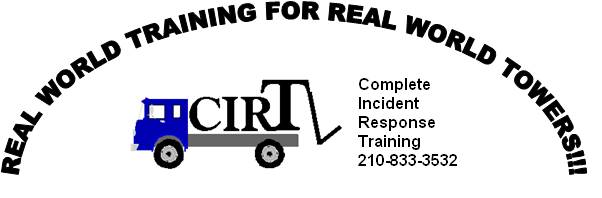 REAL WORLD TRAINING FOR REAL WORLD TOWERS!!!
CIRT
Complete
Incident
Response
Training
210-833-3532